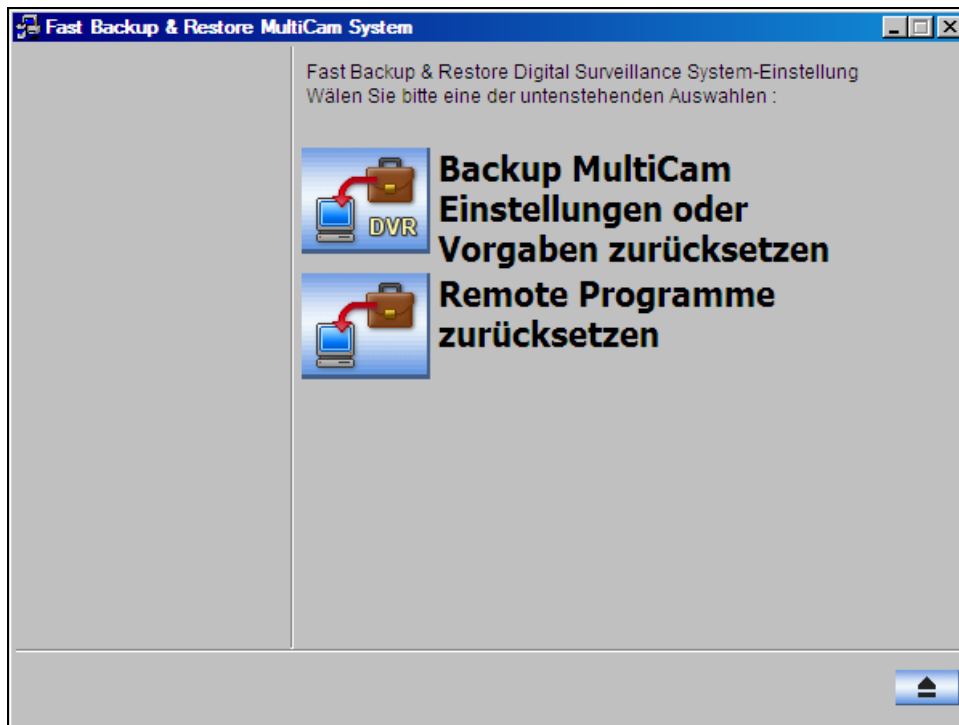 Fast Backup & Restore MultiCam System
Fast Backup & Restore Digital Surveillance System-Einstellung
Wälen Sie bitte eine der untenstehenden Auswahlen :
DVR
Backup MultiCam
Einstellungen oder
Vorgaben zurücksetzen
Remote Programme
zurücksetzen